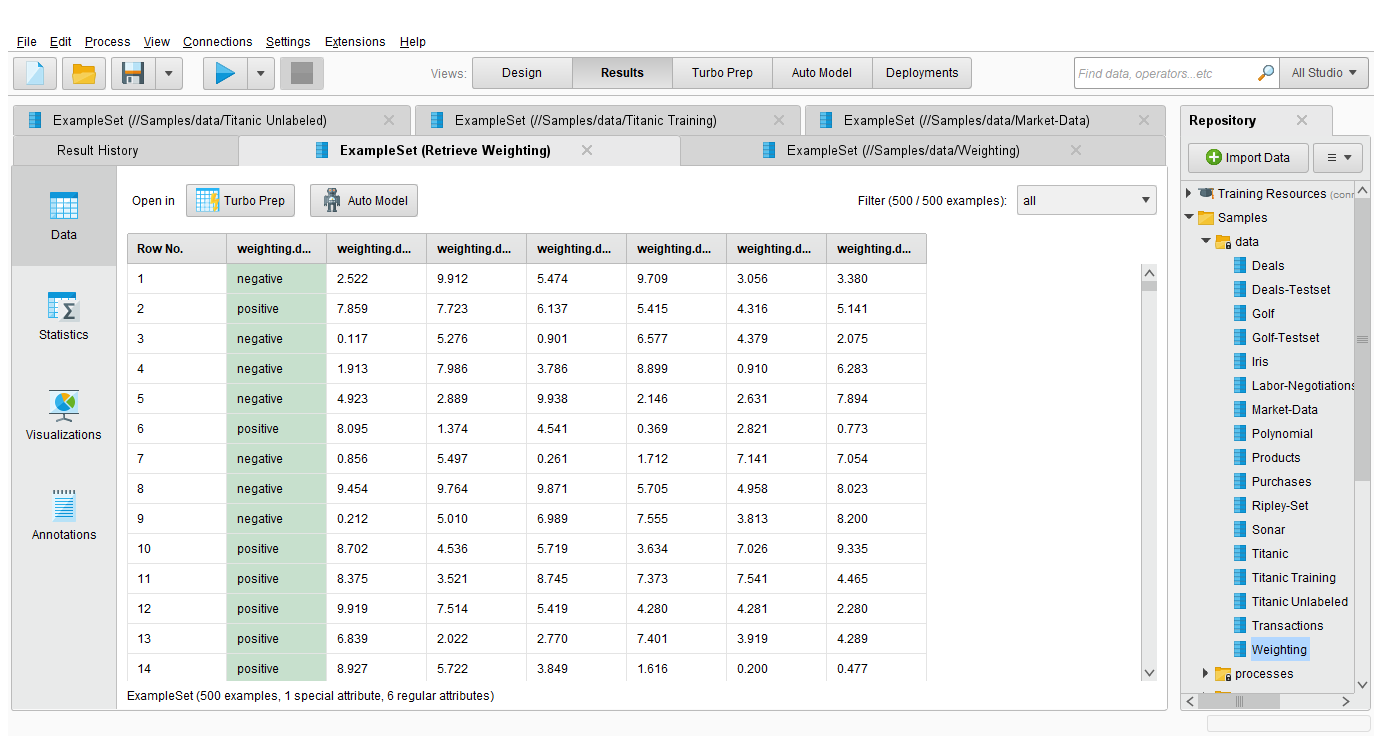 File Edit Process View Connections Settings Extensions Help
Views: Design Results Turbo Prep Auto Model Deployments Find data, operators...etc All Studio
ExampleSet (//Samples/data/Titanic Unlabeled) ExampleSet (//Samples/data/Titanic Training) ExampleSet (//Samples/data/Market-Data)
Result History ExampleSet (Retrieve Weighting) ExampleSet (//Samples/data/Weighting)
Data
Statistics
Visualizations
Annotations
Open in Turbo Prep Auto Model Filter (500 / 500 examples): all
Row No. weighting.d... weighting.d... weighting.d... weighting.d... weighting.d... weighting.d... weighting.d...
1 negative 2.522 9.912 5.474 9.709 3.056 3.380
2 positive 7.859 7.723 6.137 5.415 4.316 5.141
3 negative 0.117 5.276 0.901 6.577 4.379 2.075
4 negative 1.913 7.986 3.786 8.899 0.910 6.283
5 negative 4.923 2.889 9.938 2.146 2.631 7.894
6 positive 8.095 1.374 4.541 0.369 2.821 0.773
7 negative 0.856 5.497 0.261 1.712 7.141 7.054
8 negative 9.454 9.764 9.871 5.705 4.958 8.023
9 negative 0.212 5.010 6.989 7.555 3.813 8.200
10 positive 8.702 4.536 5.719 3.634 7.026 9.335
11 positive 8.375 3.521 8.745 7.373 7.541 4.465
12 positive 9.919 7.514 5.419 4.280 4.281 2.280
13 positive 6.839 2.022 2.770 7.401 3.919 4.289
14 positive 8.927 5.722 3.849 1.616 0.200 0.477
ExampleSet (500 examples, 1 special attribute, 6 regular attributes)
Repository
Import Data
Training Resources (conn
Samples
data
Deals
Deals-Testset
Golf
Golf-Testset
Iris
Labor-Negotiations
Market-Data
Polynomial
Products
Purchases
Ripley-Set
Sonar
Titanic
Titanic Training
Titanic Unlabeled
Transactions
Weighting
processes